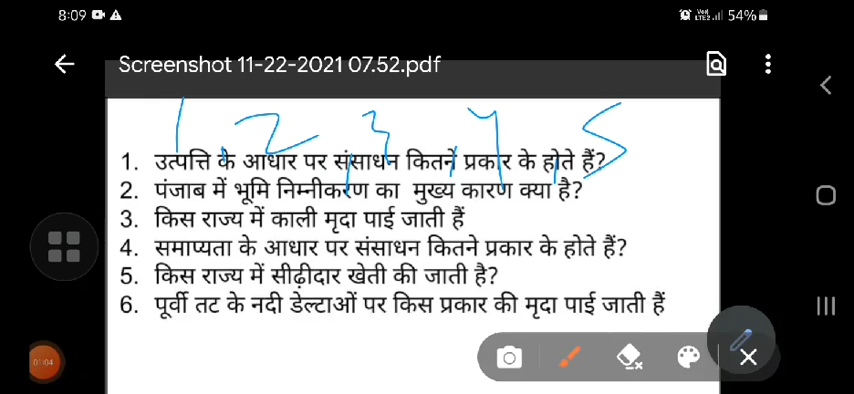 8:09 54%
Screenshot 11-22-2021 07.52.pdf
1, 2, 3, 4, 5
1. उत्पत्ति के आधार पर संसाधन कितने प्रकार के होते हैं?
2. पंजाब में भूमि निम्नीकरण का मुख्य कारण क्या है?
3. किस राज्य में काली मृदा पाई जाती हैं
4. समाप्यता के आधार पर संसाधन कितने प्रकार के होते हैं?
5. किस राज्य में सीढ़ीदार खेती की जाती है?
6. पूर्वी तट के नदी डेल्टाओं पर किस प्रकार की मृदा पाई जाती हैं
01:04